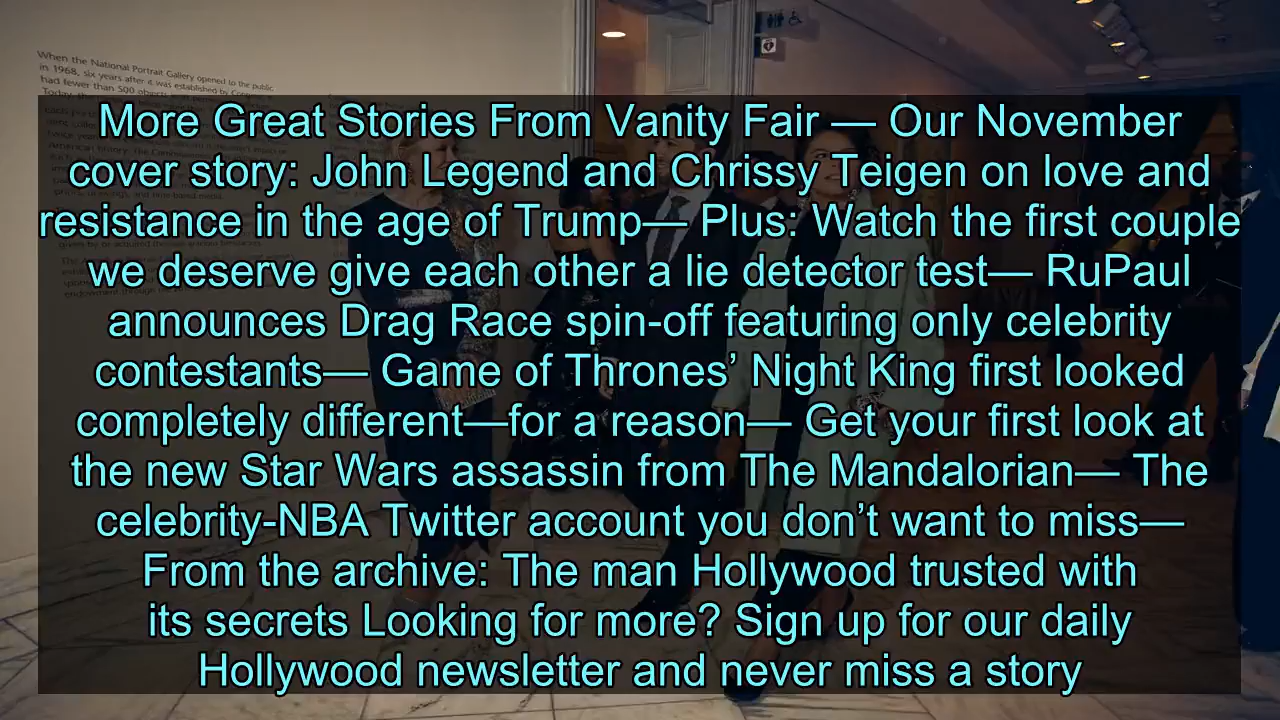 When the National Portrait Gallery opened to the public
in 1968, six years after it was established by
had fewer than 500 objects
More Great Stories From Vanity Fair — Our November
cover story: John Legend and Chrissy Teigen on love and
resistance in the age of Trump— Plus: Watch the first couple
we deserve give each other a lie detector test— RuPaul
announces Drag Race spin-off featuring only celebrity
contestants— Game of Thrones’ Night King first looked
completely different—for a reason— Get your first look at
the new Star Wars assassin from The Mandalorian— The
celebrity-NBA Twitter account you don’t want to miss—
From the archive: The man Hollywood trusted with
its secrets Looking for more? Sign up for our daily
Hollywood newsletter and never miss a story